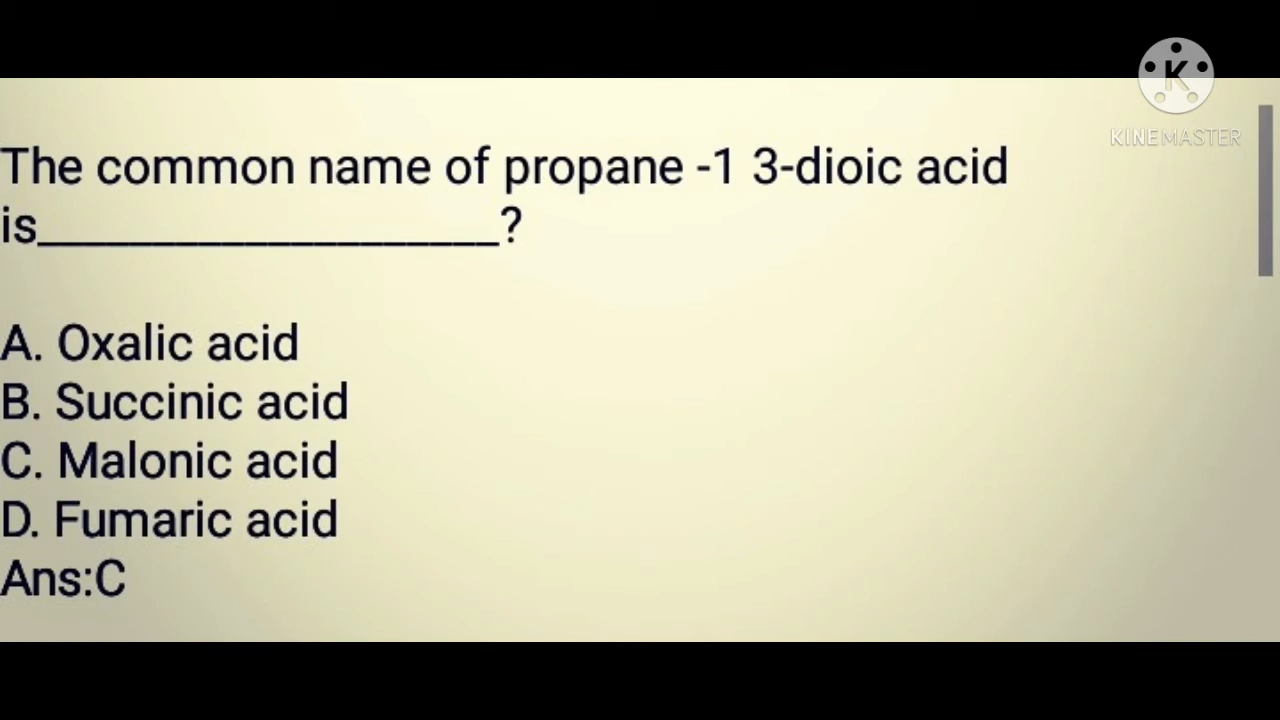 K
KINEMASTER
The common name of propane -1 3-dioic acid
is____________________?
A. Oxalic acid
B. Succinic acid
C. Malonic acid
D. Fumaric acid
Ans:C